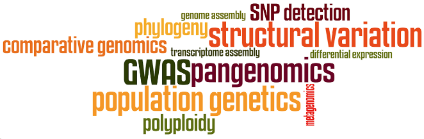 genome assembly
SNP detection
phylogeny
structural variation
comparative genomics
transcriptome assembly
differential expression
GWAS
pangenomics
population genetics
metagenomics
polyploidy